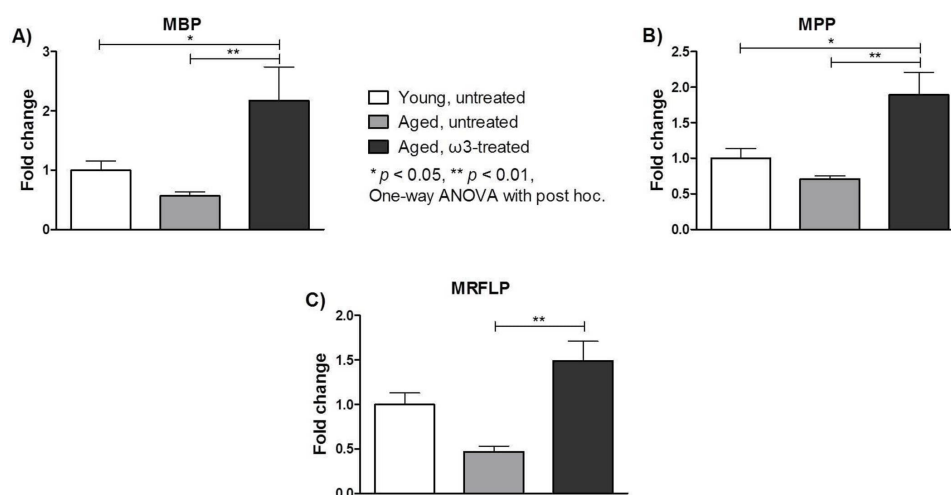 MBP
A)
*
**
3
2
1
0
Fold change
Young, untreated
Aged, untreated
Aged, ω3-treated
* p < 0.05, ** p < 0.01,
One-way ANOVA with post hoc.
MPP
B)
*
**
2.5
2.0
1.5
1.0
0.5
0.0
Fold change
MRFLP
C)
**
1.0
1.5
1.0
0.5
0.0
Fold change